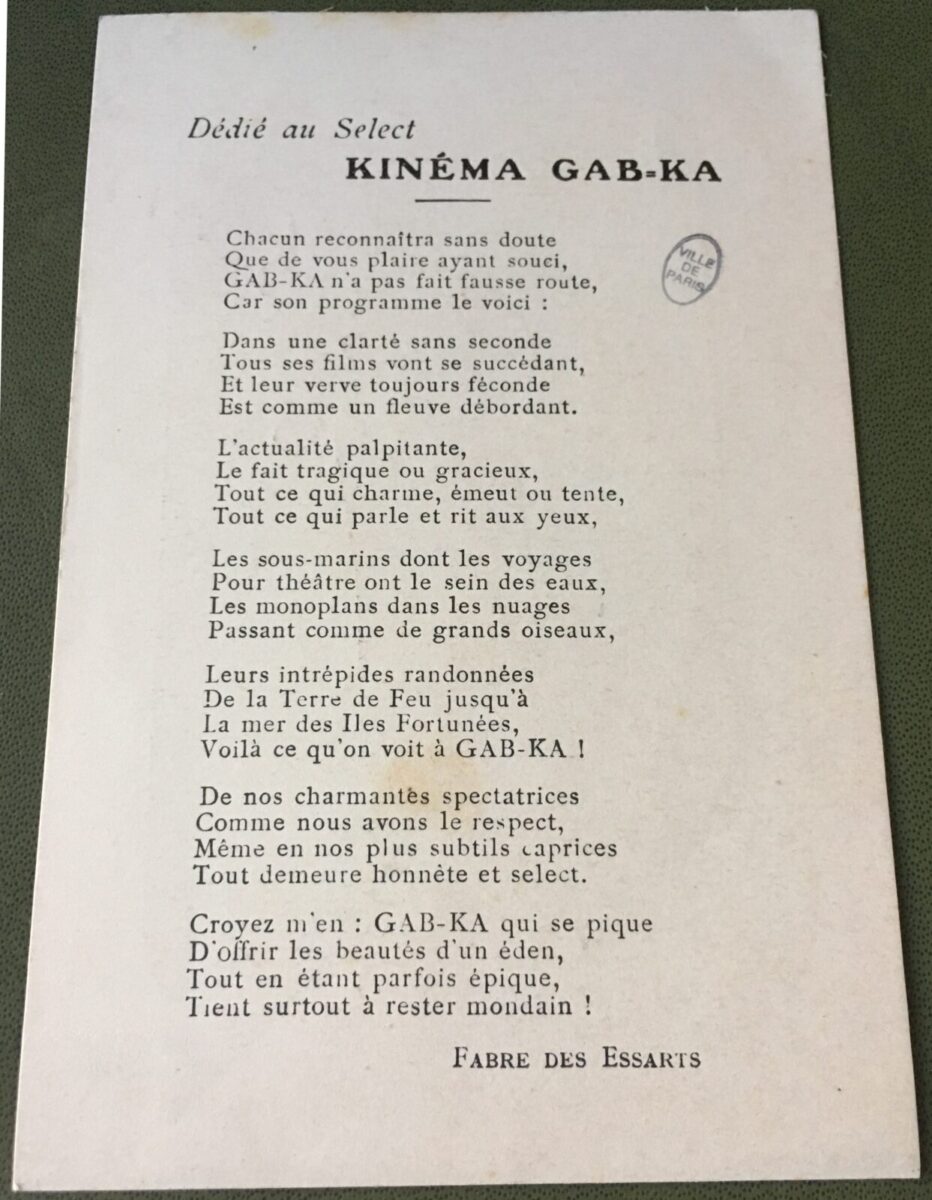 Dédié au Select
KINÉMA GAB-KA
Chacun reconnaîtra sans doute
Que de vous plaire ayant souci,
GAB-KA n'a pas fait fausse route,
Car son programme le voici :
VILLE
DE
PARIS
Dans une clarté sans seconde
Tous ses films vont se succédant,
Et leur verve toujours féconde
Est comme un fleuve débordant.
L'actualité palpitante,
Le fait tragique ou gracieux,
Tout ce qui charme, émeut ou tente,
Tout ce qui parle et rit aux yeux,
Les sous-marins dont les voyages
Pour théâtre ont le sein des eaux,
Les monoplans dans les nuages
Passant comme de grands oiseaux,
Leurs intrépides randonnées
De la Terre de Feu jusqu'à
La mer des Iles Fortunées,
Voilà ce qu'on voit à GAB-KA !
De nos charmantes spectatrices
Comme nous avons le respect,
Même en nos plus subtils caprices
Tout demeure honnête et select.
Croyez m'en : GAB-KA qui se pique
D'offrir les beautés d'un éden,
Tout en étant parfois épique,
Tient surtout à rester mondain !
FABRE DES ESSARTS